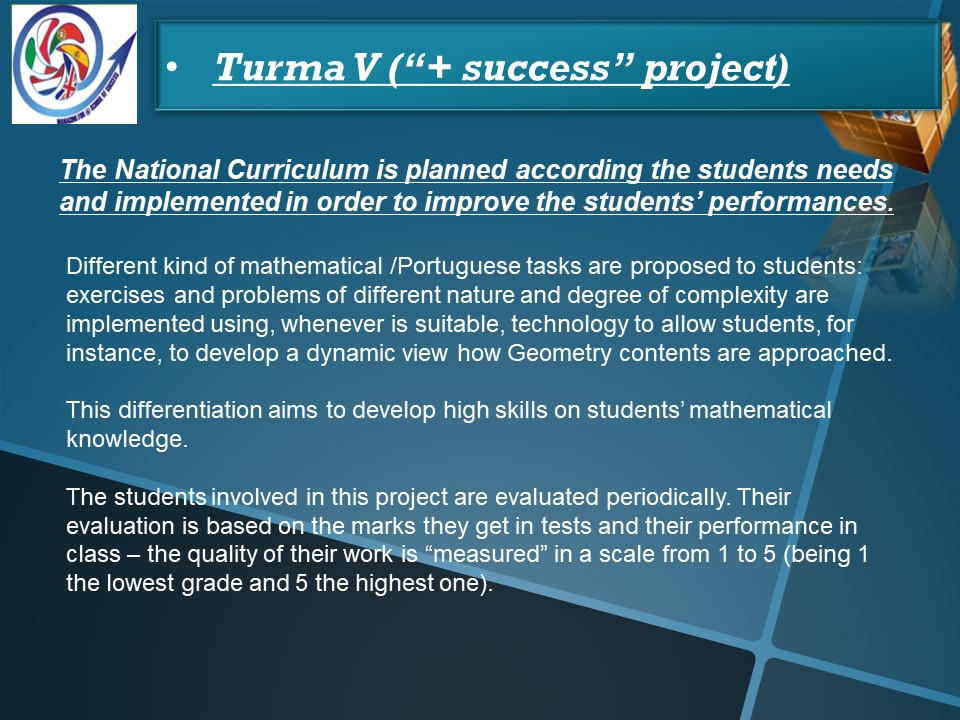 • Turma V (“+ success” project)
MANAGING FOR @ SCHOOL OF SUCCESS
The National Curriculum is planned according the students needs
and implemented in order to improve the students’ performances.
Different kind of mathematical /Portuguese tasks are proposed to students:
exercises and problems of different nature and degree of complexity are
implemented using, whenever is suitable, technology to allow students, for
instance, to develop a dynamic view how Geometry contents are approached.
This differentiation aims to develop high skills on students’ mathematical
knowledge.
The students involved in this project are evaluated periodically. Their
evaluation is based on the marks they get in tests and their performance in
class – the quality of their work is “measured” in a scale from 1 to 5 (being 1
the lowest grade and 5 the highest one).